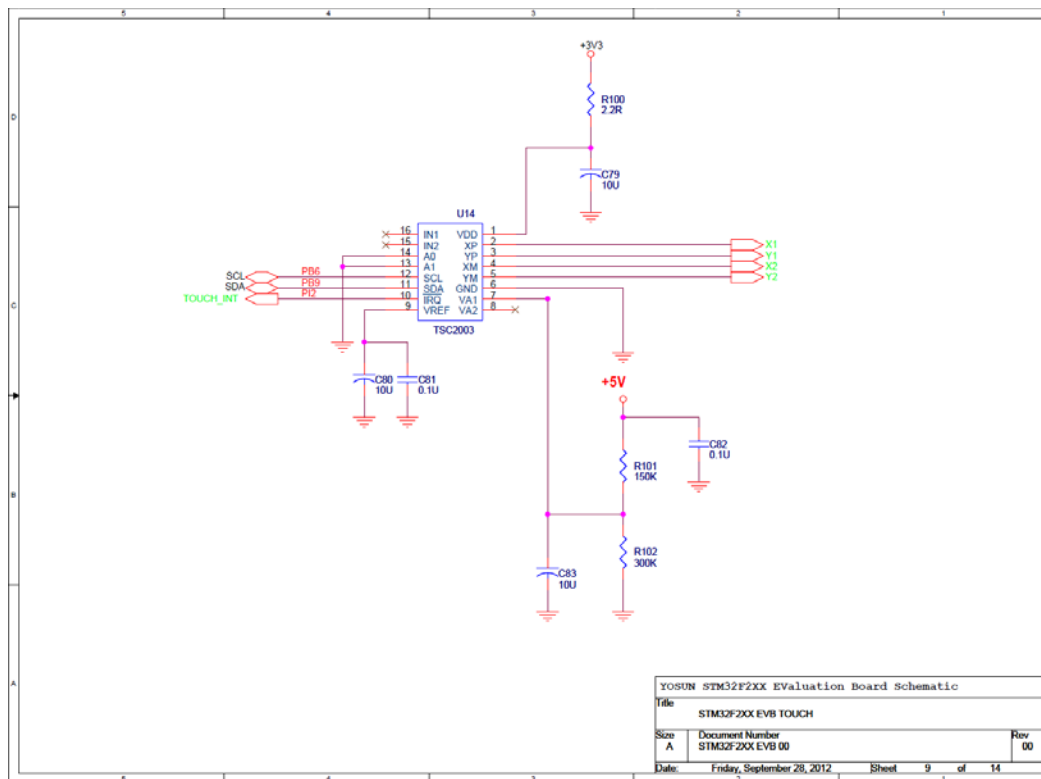 5 4 3 2 1
D
C
B
A
+3V3
R100
2.2R
C79
10U
U14
16 IN1 VDD 1
15 IN2 XP 2
14 A0 YP 3
13 A1 XM 4
12 SCL YM 5
11 SDA GND 6
10 IRQ VA1 7
9 VREF VA2 8
TSC2003
SCL PB6
SDA PB9
TOUCH_INT PI2
X1
Y1
X2
Y2
C80
10U
C81
0.1U
+5V
C82
0.1U
R101
150K
R102
300K
C83
10U
YOSUN STM32F2XX EValuation Board Schematic
Title
STM32F2XX EVB TOUCH
Size Document Number Rev
A STM32F2XX EVB 00 00
Date: Friday, September 28, 2012 Sheet 9 of 14
5 4 3 2 1